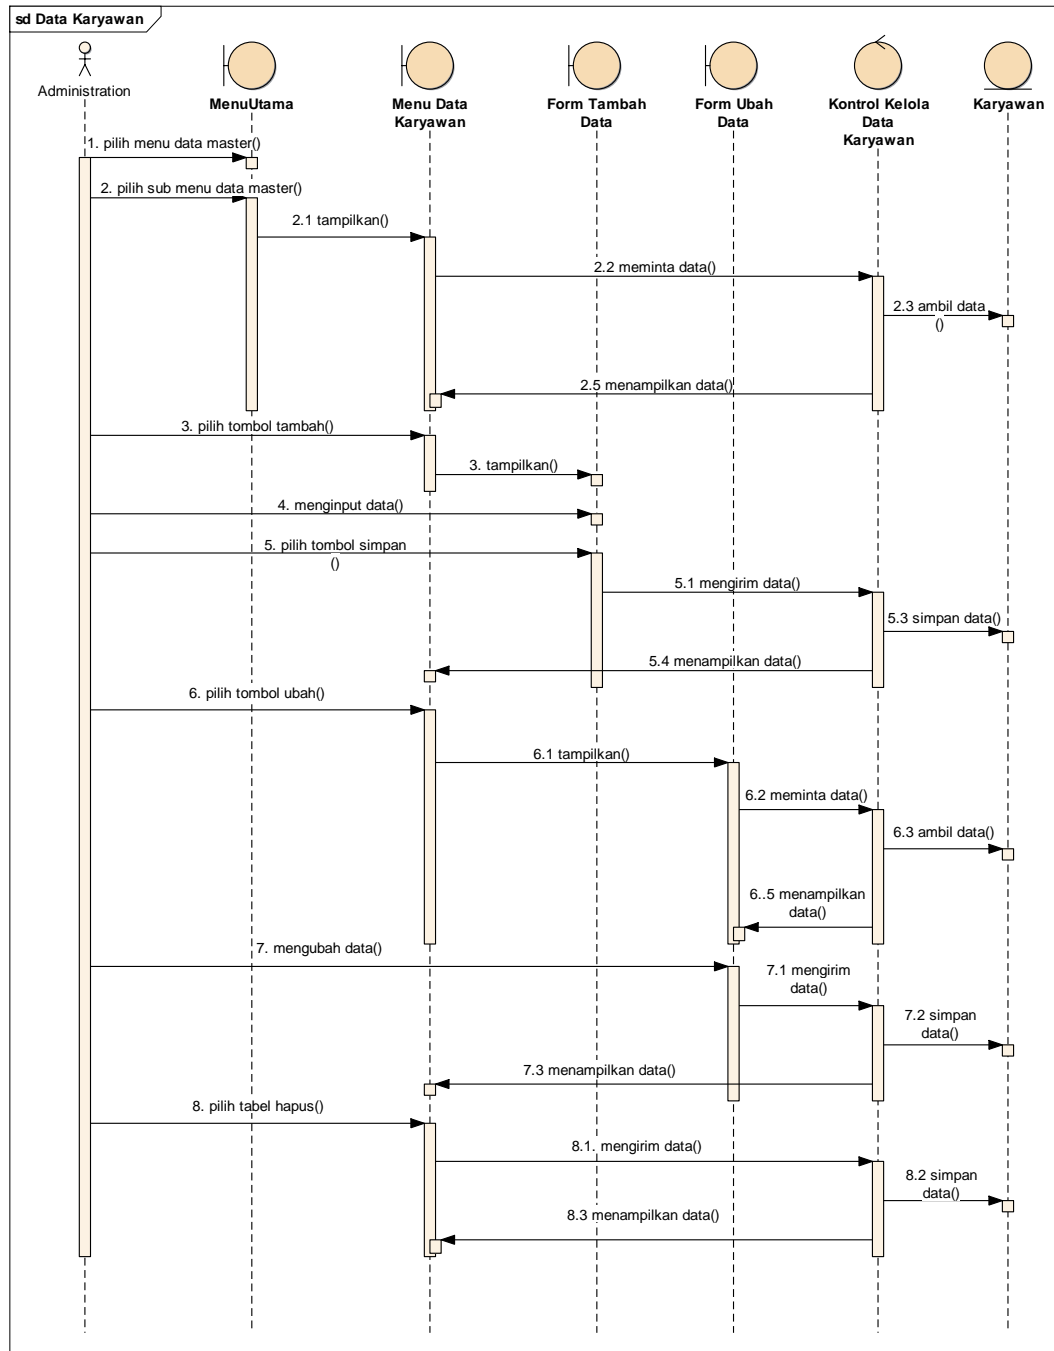 sd Data Karyawan
Administration
MenuUtama
Menu Data
Karyawan
Form Tambah
Data
Form Ubah
Data
Kontrol Kelola
Data
Karyawan
Karyawan
1. pilih menu data master()
2. pilih sub menu data master()
2.1 tampilkan()
2.2 meminta data()
2.3 ambil data
()
2.5 menampilkan data()
3. pilih tombol tambah()
3. tampilkan()
4. menginput data()
5. pilih tombol simpan
()
5.1 mengirim data()
5.3 simpan data()
5.4 menampilkan data()
6. pilih tombol ubah()
6.1 tampilkan()
6.2 meminta data()
6.3 ambil data()
6..5 menampilkan
data()
7. mengubah data()
7.1 mengirim
data()
7.2 simpan
data()
7.3 menampilkan data()
8. pilih tabel hapus()
8.1. mengirim data()
8.2 simpan
data()
8.3 menampilkan data()